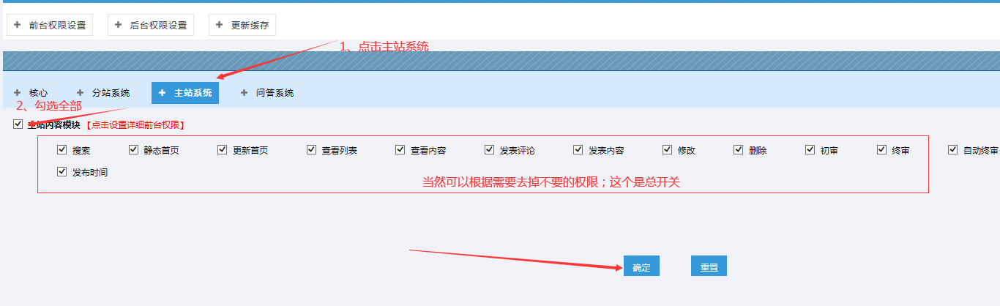 前台权限设置 后台权限设置 更新缓存
1、点击主站系统
核心 分站系统 主站系统 问答系统
2、勾选全部
主站内容模块 【点击设置详细前台权限】
搜索 静态首页 更新首页 查看列表 查看内容 发表评论 发表内容 修改 删除 初审 终审 自动终审
发布时间
当然可以根据需要去掉不要的权限；这个是总开关
确定 重置